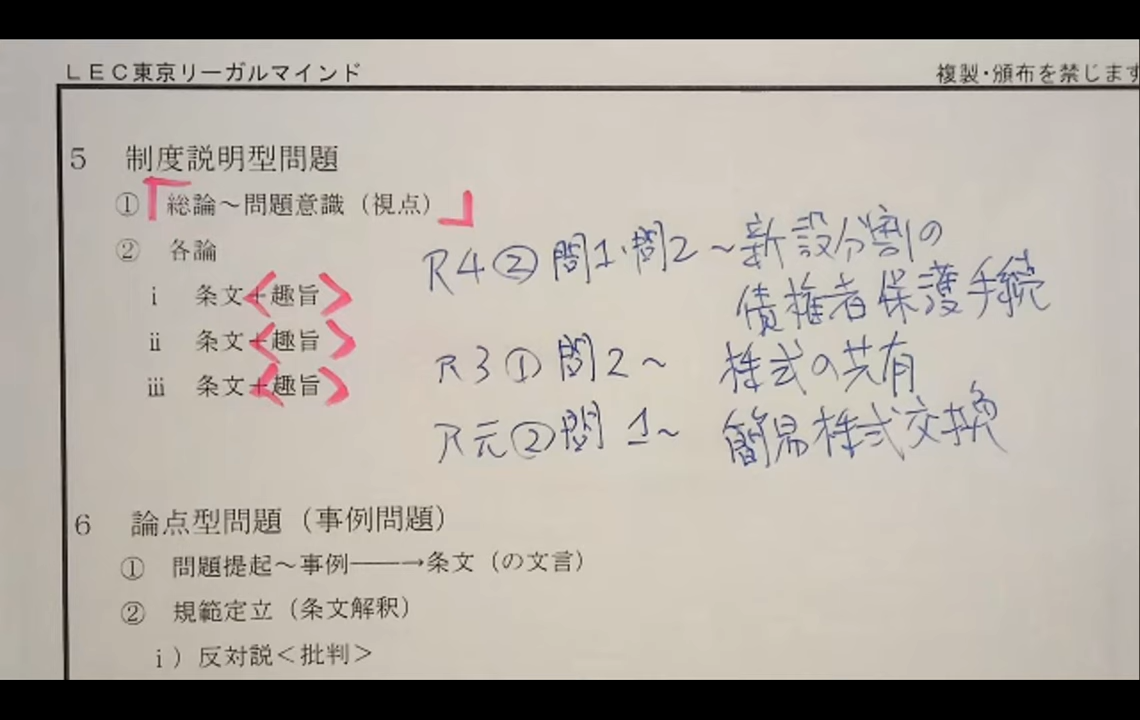 LEC東京リーガルマインド
複製・頒布を禁じます
5 制度説明型問題
① 「総論～問題意識（視点）」
② 各論
ⅰ 条文＋<趣旨>
ⅱ 条文＋<趣旨>
ⅲ 条文＋<趣旨>
R4②問1・問2～新設分割の
債権者保護手続
R3①問2～ 株式の共有
R元②問1～ 簡易株式交換
6 論点型問題（事例問題）
① 問題提起～事例──→条文（の文言）
② 規範定立（条文解釈）
ⅰ）反対説＜批判＞